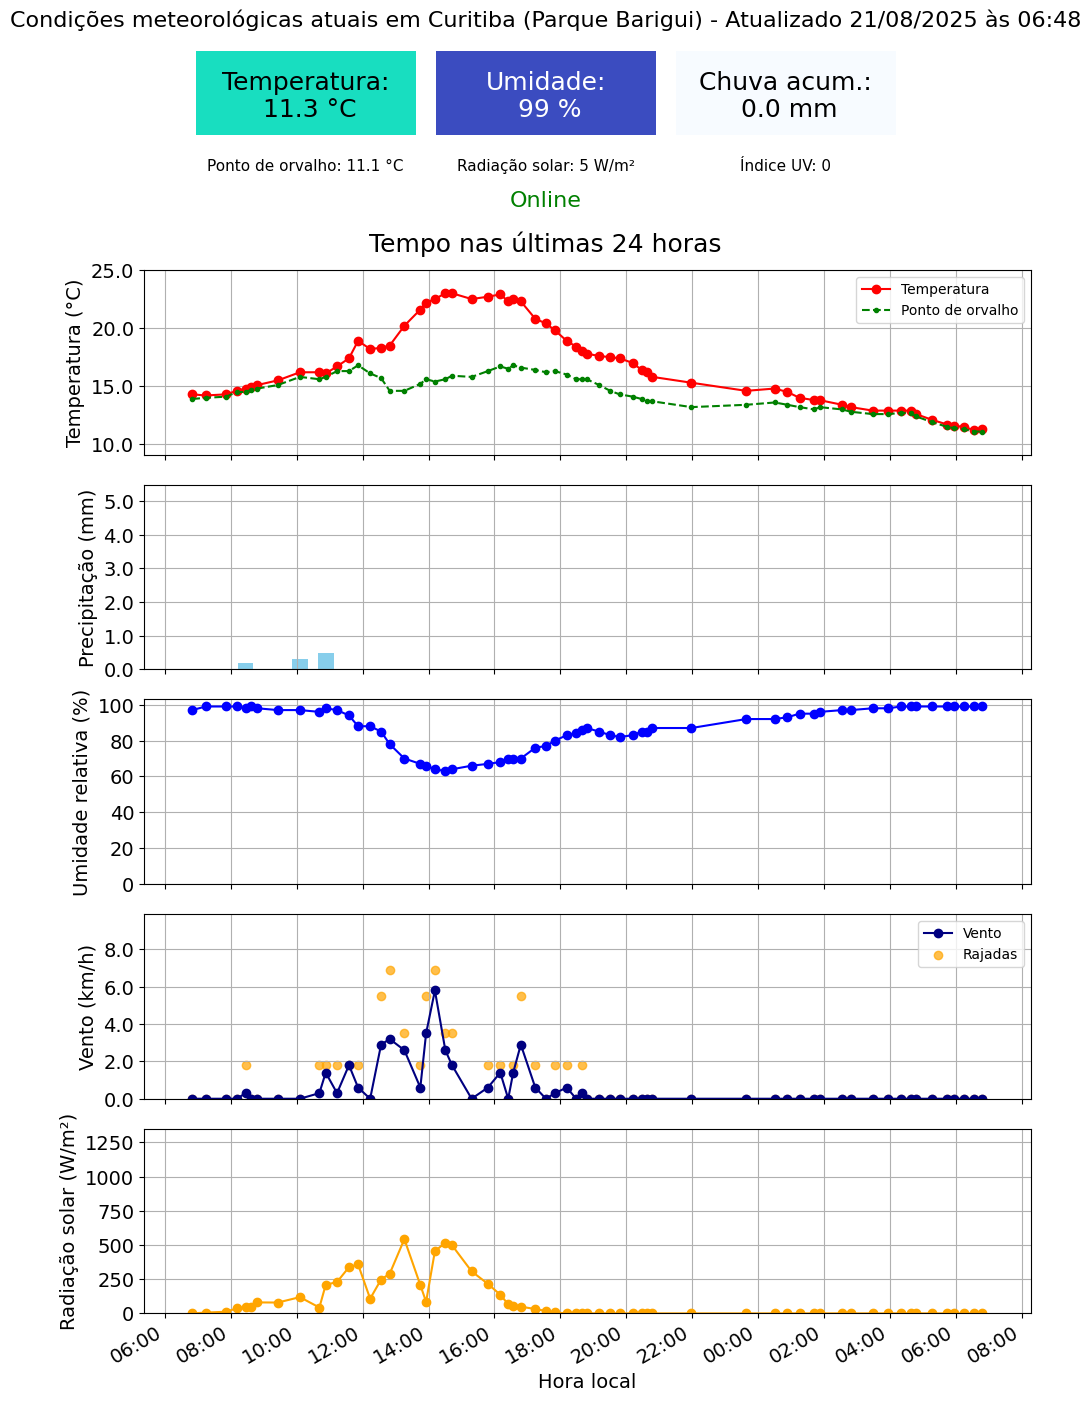 Condições meteorológicas atuais em Curitiba (Parque Barigui) - Atualizado 21/08/2025 às 06:48
Temperatura:
11.3 °C
Umidade:
99 %
Chuva acum.:
0.0 mm
Ponto de orvalho: 11.1 °C
Radiação solar: 5 W/m²
Índice UV: 0
Online
Tempo nas últimas 24 horas
Temperatura (°C)
25.0
20.0
15.0
10.0
Temperatura
Ponto de orvalho
Precipitação (mm)
5.0
4.0
3.0
2.0
1.0
0.0
Umidade relativa (%)
100
80
60
40
20
0
Vento (km/h)
8.0
6.0
4.0
2.0
0.0
Vento
Rajadas
Radiação solar (W/m²)
1250
1000
750
500
250
0
06:00
08:00
10:00
12:00
14:00
16:00
18:00
20:00
22:00
00:00
02:00
04:00
06:00
08:00
Hora local